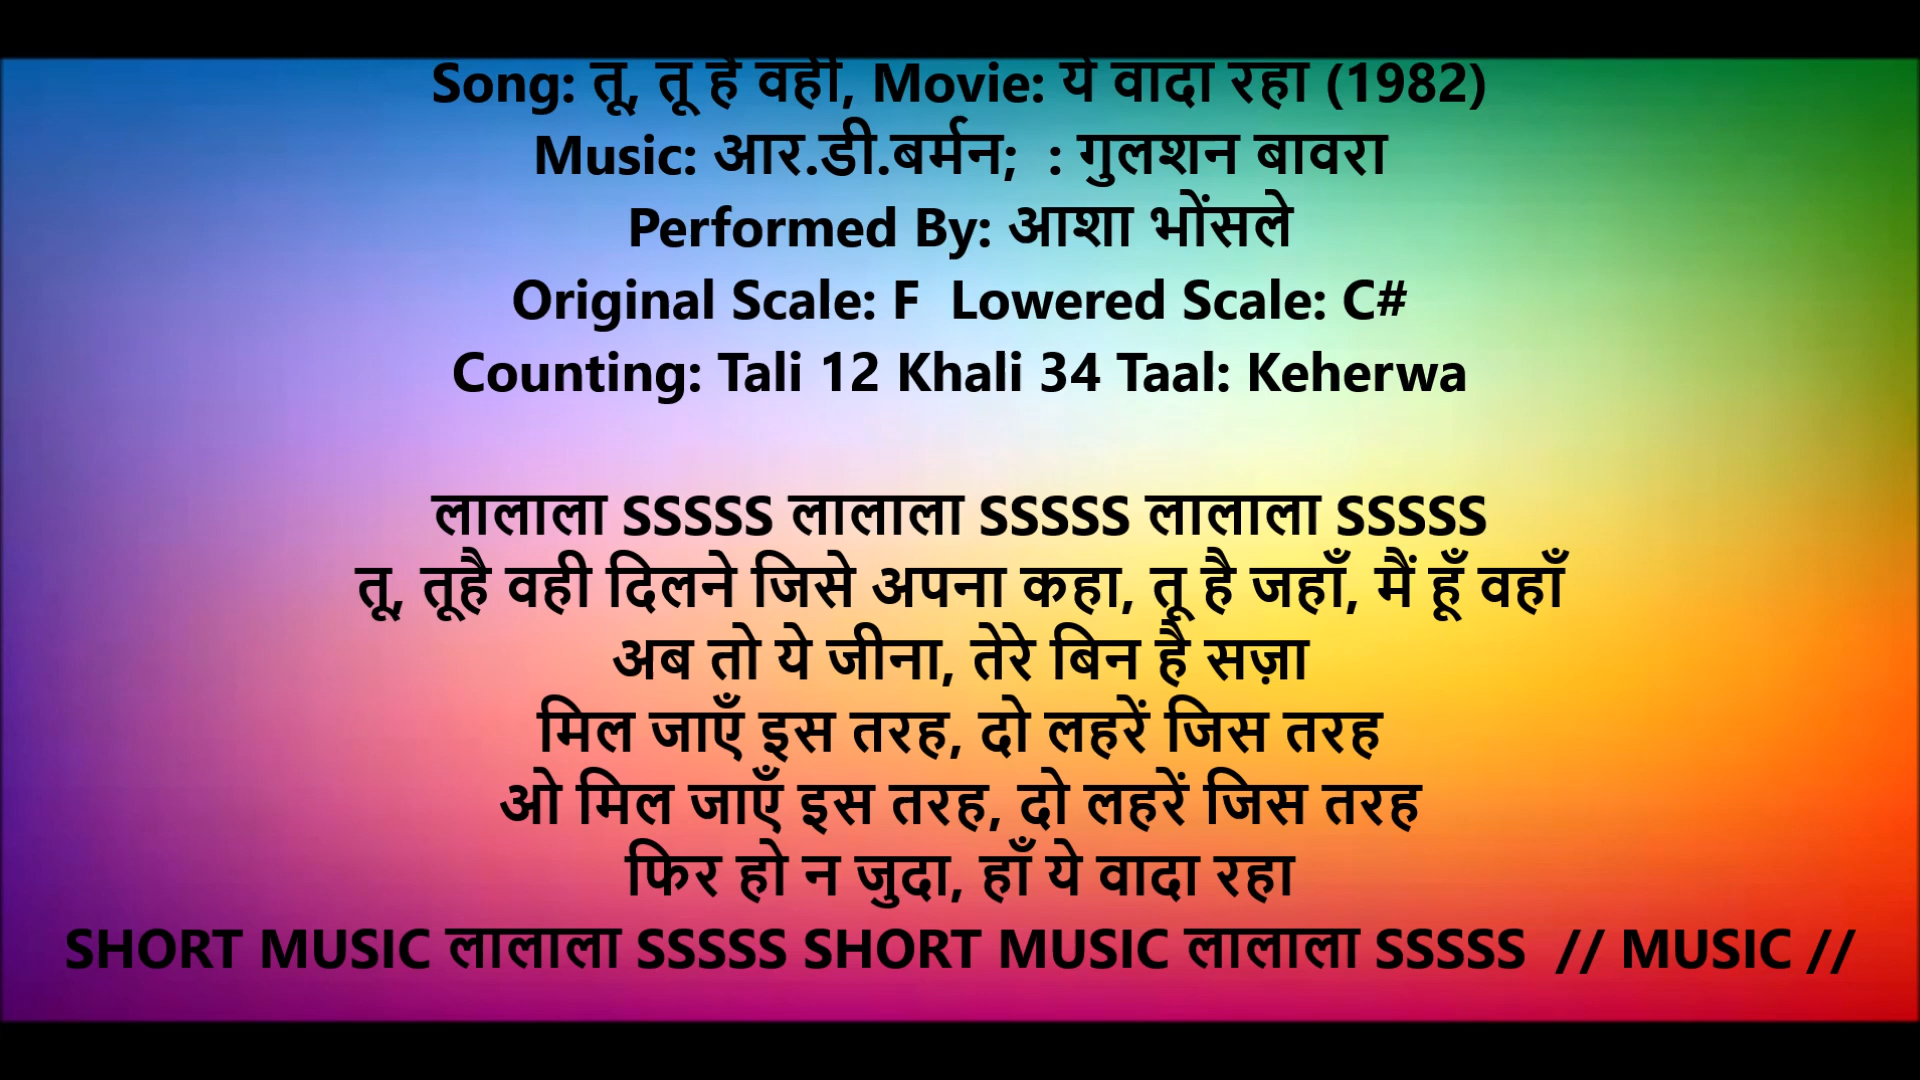 Song: तू, तू है वही, Movie: ये वादा रहा (1982)
Music: आर.डी.बर्मन;  : गुलशन बावरा
Performed By: आशा भोंसले
Original Scale: F  Lowered Scale: C#
Counting: Tali 12 Khali 34 Taal: Keherwa
लालाला SSSSS लालाला SSSSS लालाला SSSSS
तू, तूहै वही दिलने जिसे अपना कहा, तू है जहाँ, मैं हूँ वहाँ
अब तो ये जीना, तेरे बिन है सज़ा
मिल जाएँ इस तरह, दो लहरें जिस तरह
ओ मिल जाएँ इस तरह, दो लहरें जिस तरह
फिर हो न जुदा, हाँ ये वादा रहा
SHORT MUSIC लालाला SSSSS SHORT MUSIC लालाला SSSSS  // MUSIC //